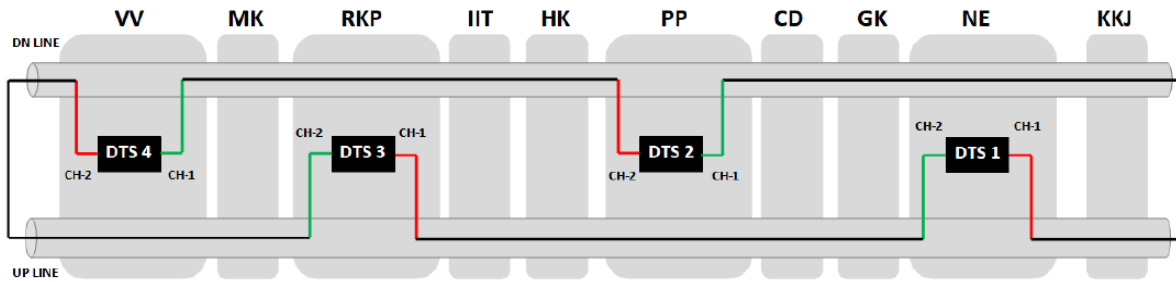 VV MK RKP IIT HK PP CD GK NE KKJ
DN LINE
CH-2 CH-1 CH-2
DTS 4 DTS 3 DTS 2 DTS 1
CH-1
CH-2 CH-1 CH-2 CH-1
UP LINE